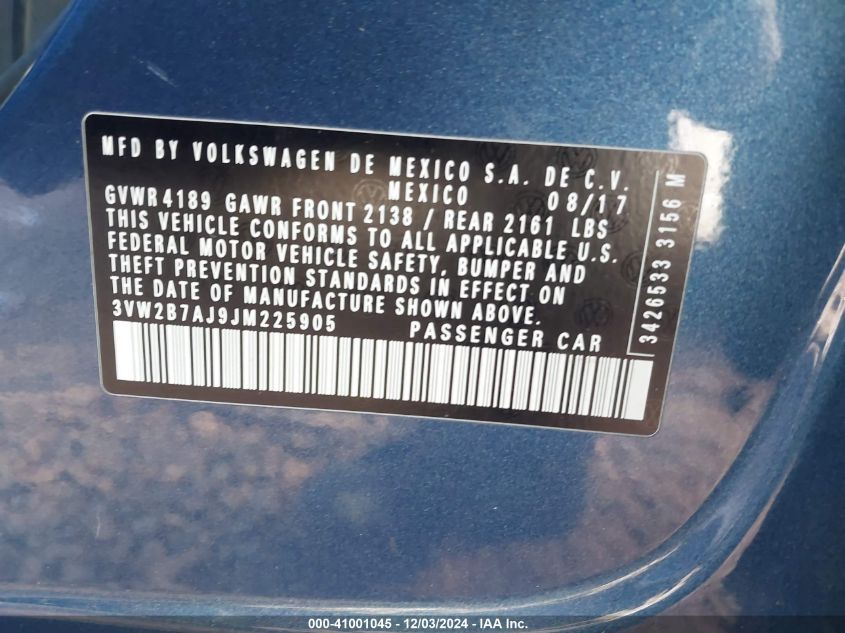 MFD BY VOLKSWAGEN DE MEXICO S.A. DE C.V.
MEXICO 08/17
GVWR 4189 GAWR FRONT 2138 / REAR 2161 LBS
THIS VEHICLE CONFORMS TO ALL APPLICABLE U.S.
FEDERAL MOTOR VEHICLE SAFETY, BUMPER AND
THEFT PREVENTION STANDARDS IN EFFECT ON
THE DATE OF MANUFACTURE SHOWN ABOVE.
3VW2B7AJ9JM225905 PASSENGER CAR
3426533 3156 M
000-41001045 - 12/03/2024 - IAA Inc.